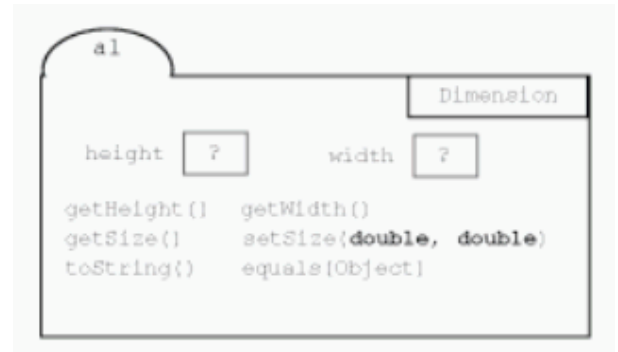 a1
Dimension
height ? width ?
getHeight() getWidth()
getSize() setSize(double, double)
toString() equals(Object)